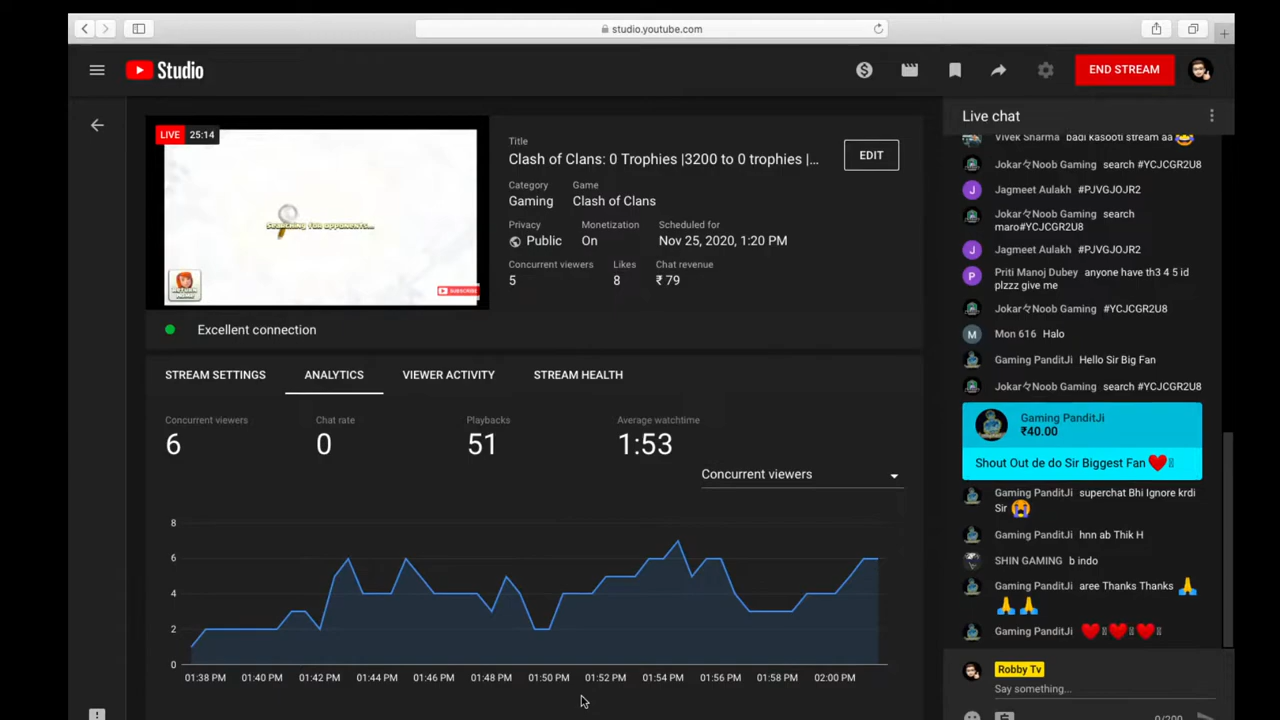 studio.youtube.com
Studio
END STREAM
LIVE 25:14
SEARCHING FOR OPPONENTS...
RETURN HOME
SUBSCRIBE
Title
Clash of Clans: 0 Trophies |3200 to 0 trophies |...
EDIT
Category Game
Gaming Clash of Clans
Privacy Monetization Scheduled for
Public On Nov 25, 2020, 1:20 PM
Concurrent viewers Likes Chat revenue
5 8 ₹ 79
Excellent connection
STREAM SETTINGS ANALYTICS VIEWER ACTIVITY STREAM HEALTH
Concurrent viewers Chat rate Playbacks Average watchtime
6 0 51 1:53
Concurrent viewers
8
6
4
2
0
01:38 PM 01:40 PM 01:42 PM 01:44 PM 01:46 PM 01:48 PM 01:50 PM 01:52 PM 01:54 PM 01:56 PM 01:58 PM 02:00 PM
Live chat
Vivek Sharma badi kasooti stream aa 😂
Jokar々Noob Gaming search #YCJCGR2U8
J Jagmeet Aulakh #PJVGJOJR2
Jokar々Noob Gaming search
maro#YCJCGR2U8
J Jagmeet Aulakh #PJVGJOJR2
P Priti Manoj Dubey anyone have th3 4 5 id
plzzz give me
Jokar々Noob Gaming #YCJCGR2U8
M Mon 616 Halo
Gaming PanditJi Hello Sir Big Fan
Jokar々Noob Gaming search #YCJCGR2U8
Gaming PanditJi
₹40.00
Shout Out de do Sir Biggest Fan ❤️
Gaming PanditJi superchat Bhi Ignore krdi
Sir 😭
Gaming PanditJi hnn ab Thik H
SHIN GAMING b indo
Gaming PanditJi aree Thanks Thanks 🙏
🙏🙏
Gaming PanditJi ❤️❤️❤️
Robby Tv
Say something...
0/200